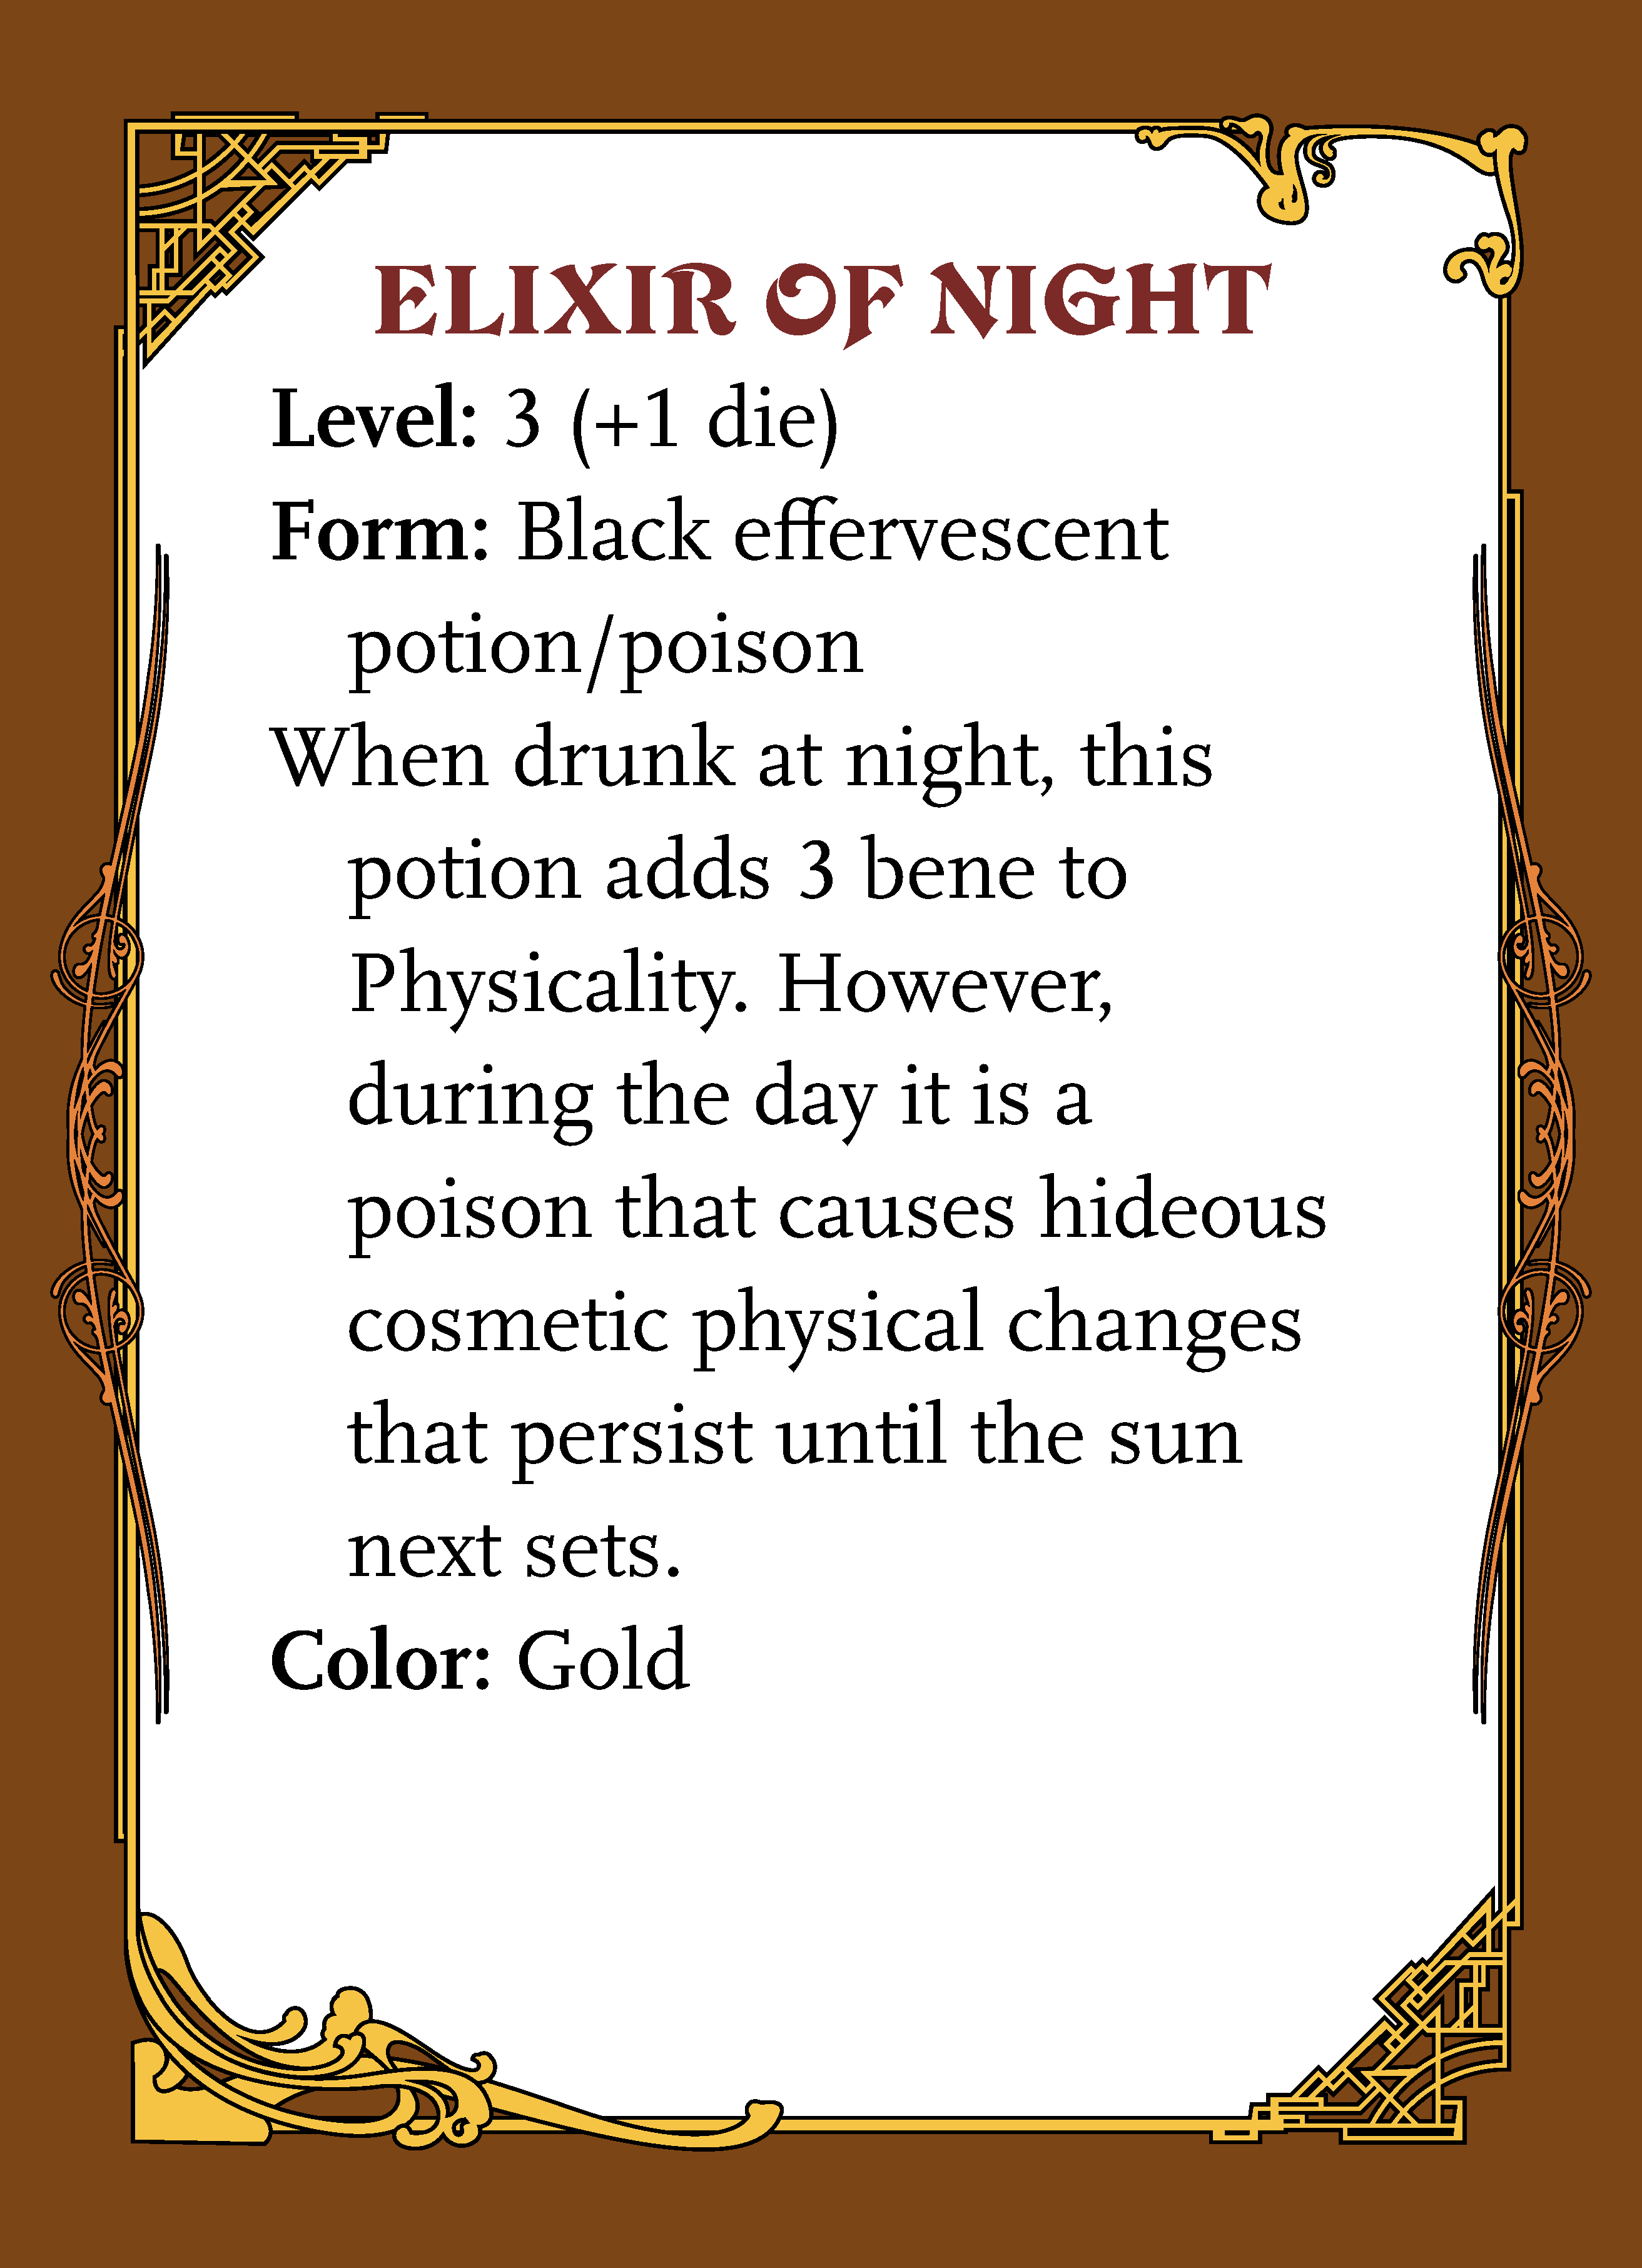 ELIXIR OF NIGHT
Level: 3 (+1 die)
Form: Black effervescent
potion/poison
When drunk at night, this
potion adds 3 bene to
Physicality. However,
during the day it is a
poison that causes hideous
cosmetic physical changes
that persist until the sun
next sets.
Color: Gold